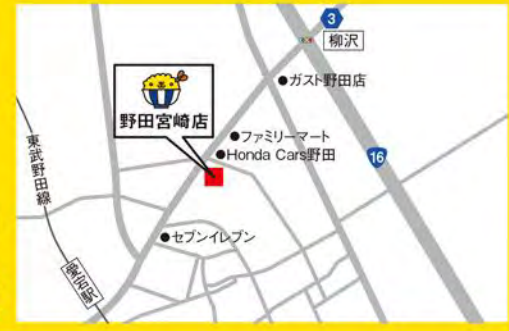 3
柳沢
ガスト野田店
野田宮崎店
ファミリーマート
Honda Cars野田
16
東武野田線
セブンイレブン
愛宕駅